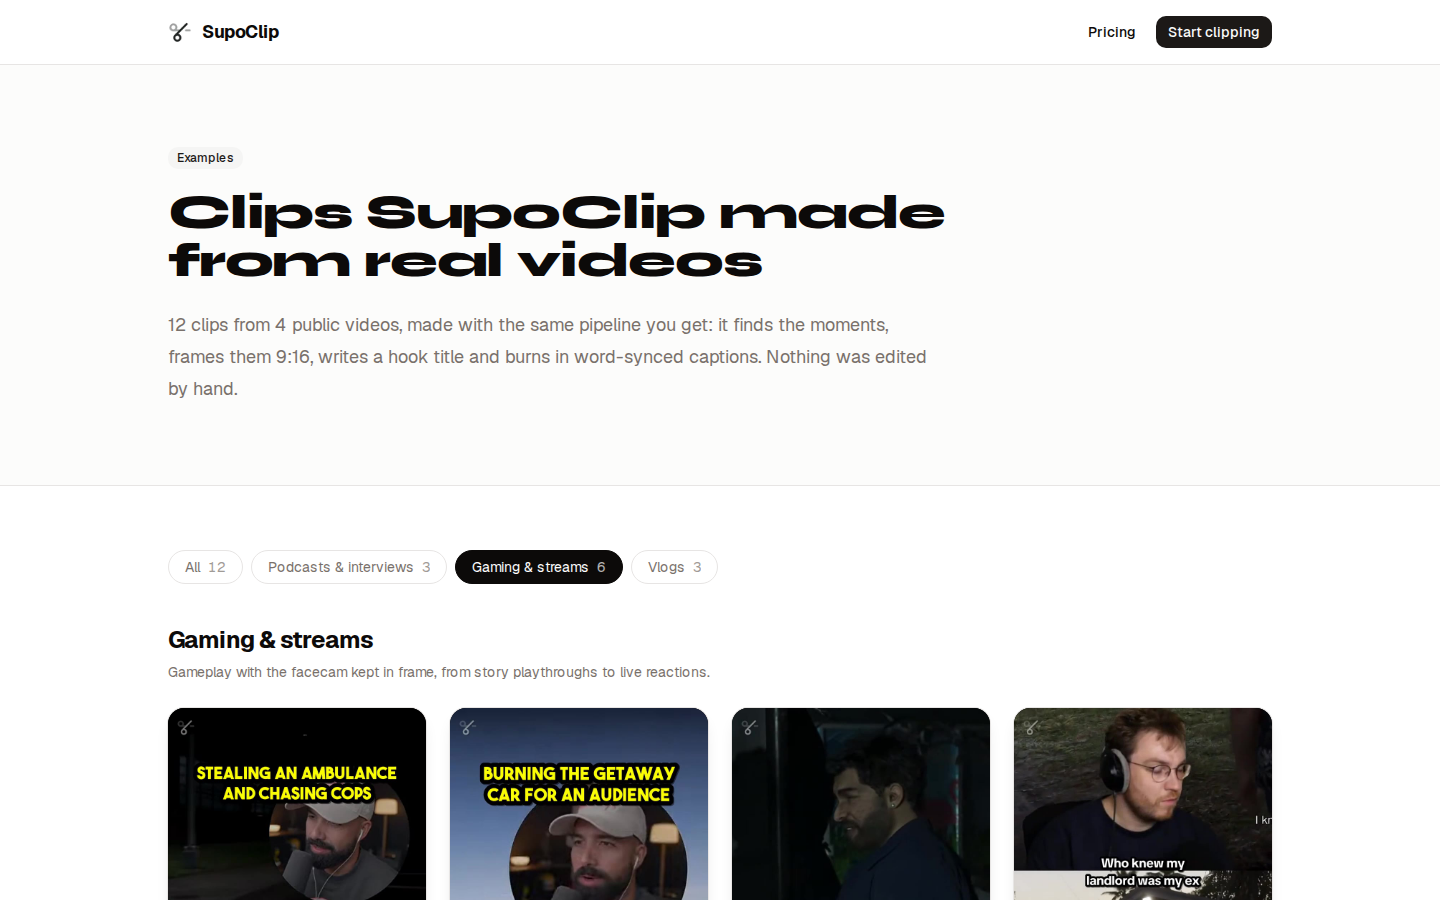 SupoClip
Pricing
Start clipping
Examples
Clips SupoClip made
from real videos
12 clips from 4 public videos, made with the same pipeline you get: it finds the moments,
frames them 9:16, writes a hook title and burns in word-synced captions. Nothing was edited
by hand.
All 12
Podcasts & interviews 3
Gaming & streams 6
Vlogs 3
Gaming & streams
Gameplay with the facecam kept in frame, from story playthroughs to live reactions.
STEALING AN AMBULANCE
AND CHASING COPS
BURNING THE GETAWAY
CAR FOR AN AUDIENCE
I kn
Who knew my
landlord was my ex